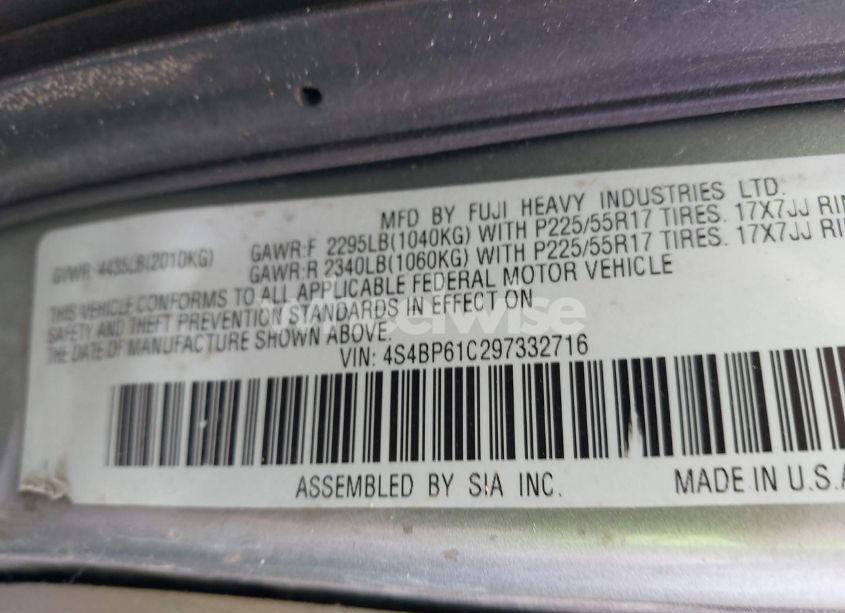 MFD BY FUJI HEAVY INDUSTRIES LTD.
GVWR: 4435LB(2010KG) GAWR:F 2295LB(1040KG) WITH P225/55R17 TIRES. 17X7JJ RIM
GAWR:R 2340LB(1060KG) WITH P225/55R17 TIRES. 17X7JJ RIM
THIS VEHICLE CONFORMS TO ALL APPLICABLE FEDERAL MOTOR VEHICLE
SAFETY AND THEFT PREVENTION STANDARDS IN EFFECT ON
THE DATE OF MANUFACTURE SHOWN ABOVE.
VIN: 4S4BP61C297332716
ASSEMBLED BY SIA INC. MADE IN U.S.A